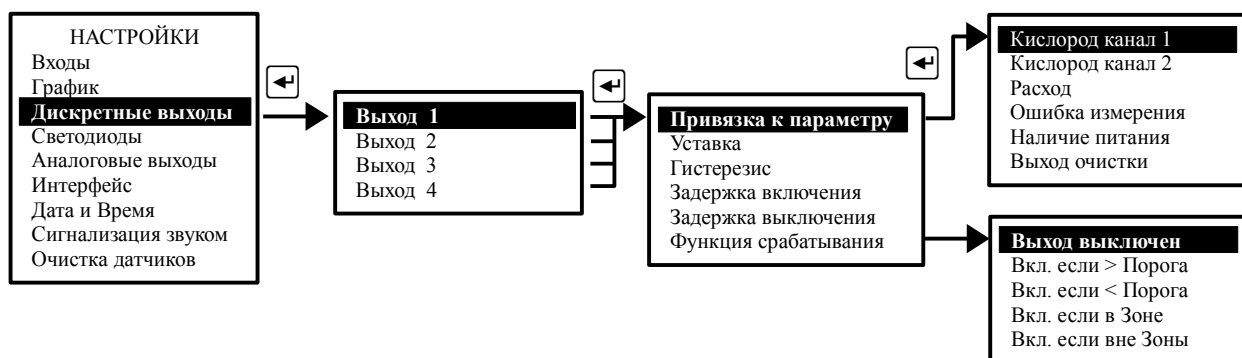 НАСТРОЙКИ
Входы
График
Дискретные выходы
Светодиоды
Аналоговые выходы
Интерфейс
Дата и Время
Сигнализация звуком
Очистка датчиков
Выход 1
Выход 2
Выход 3
Выход 4
Привязка к параметру
Уставка
Гистерезис
Задержка включения
Задержка выключения
Функция срабатывания
Кислород канал 1
Кислород канал 2
Расход
Ошибка измерения
Наличие питания
Выход очистки
Выход выключен
Вкл. если > Порога
Вкл. если < Порога
Вкл. если в Зоне
Вкл. если вне Зоны